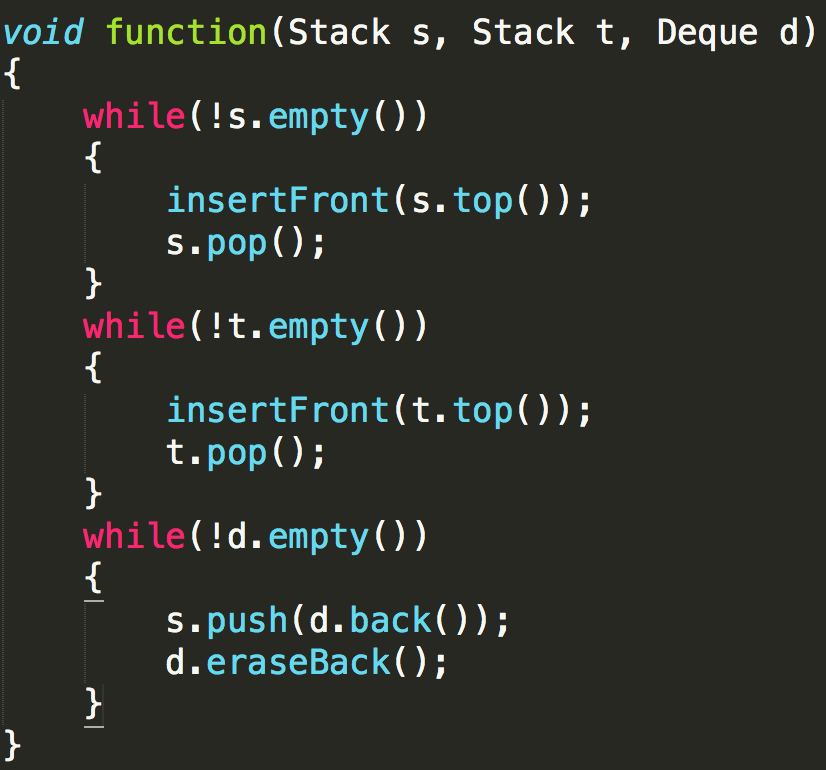 void function(Stack s, Stack t, Deque d)
{
    while(!s.empty())
    {
        insertFront(s.top());
        s.pop();
    }
    while(!t.empty())
    {
        insertFront(t.top());
        t.pop();
    }
    while(!d.empty())
    {
        s.push(d.back());
        d.eraseBack();
    }
}